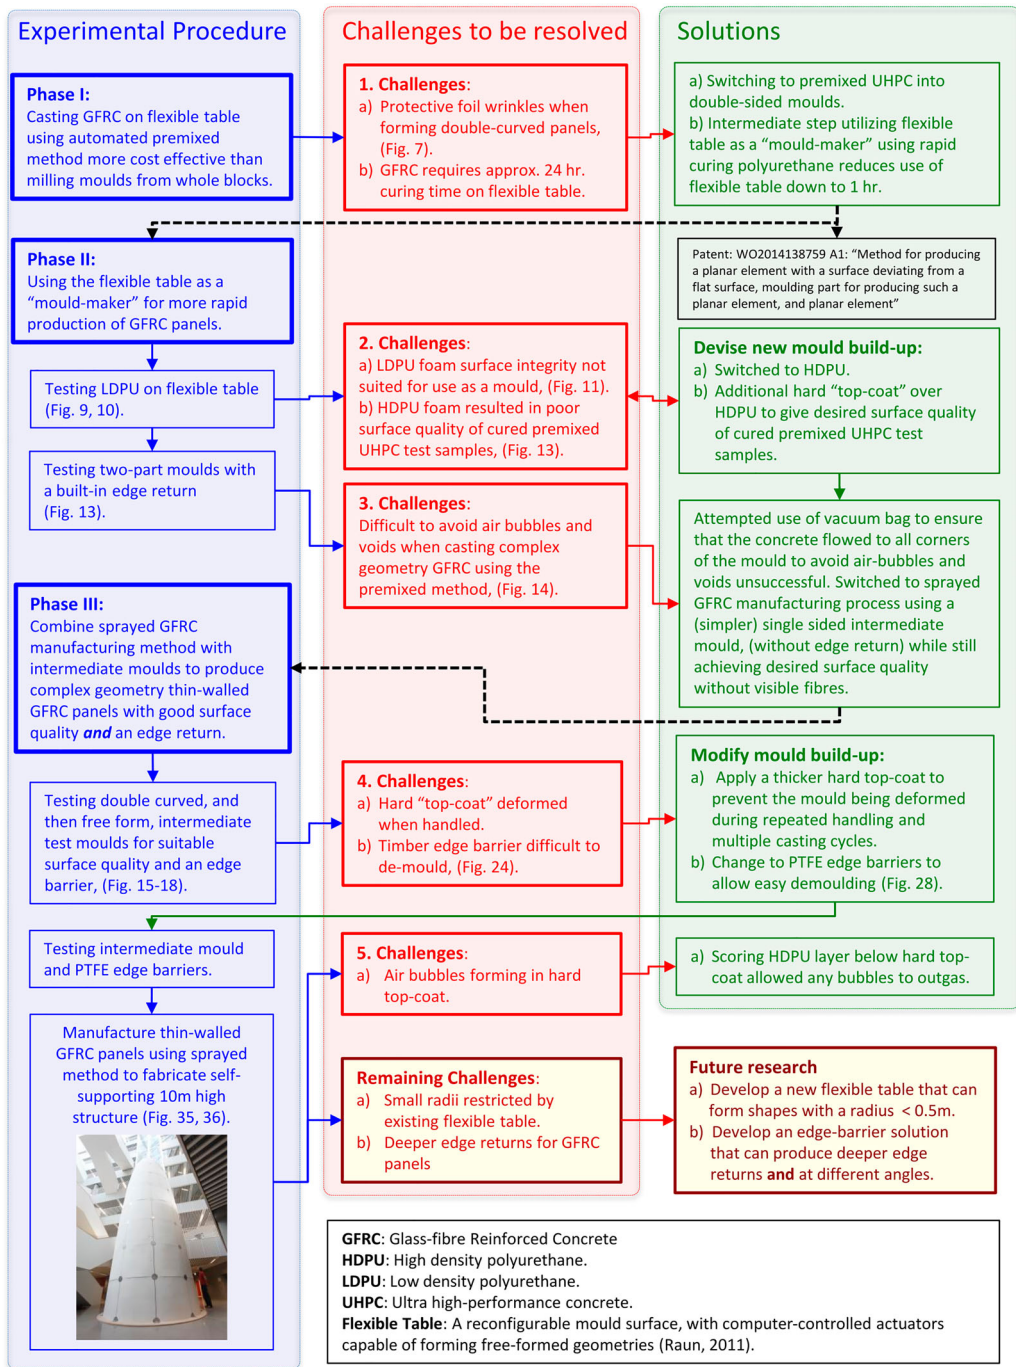 Experimental Procedure
Challenges to be resolved
Solutions
Phase I:
Casting GFRC on flexible table
using automated premixed
method more cost effective than
milling moulds from whole blocks.
1. Challenges:
a) Protective foil wrinkles when
forming double-curved panels,
(Fig. 7).
b) GFRC requires approx. 24 hr.
curing time on flexible table.
a) Switching to premixed UHPC into
double-sided moulds.
b) Intermediate step utilizing flexible
table as a “mould-maker” using rapid
curing polyurethane reduces use of
flexible table down to 1 hr.
Patent: WO2014138759 A1: “Method for producing
a planar element with a surface deviating from a
flat surface, moulding part for producing such a
planar element, and planar element”
Phase II:
Using the flexible table as a
“mould-maker” for more rapid
production of GFRC panels.
Testing LDPU on flexible table
(Fig. 9, 10).
Testing two-part moulds with
a built-in edge return
(Fig. 13).
2. Challenges:
a) LDPU foam surface integrity not
suited for use as a mould, (Fig. 11).
b) HDPU foam resulted in poor
surface quality of cured premixed
UHPC test samples, (Fig. 13).
Devise new mould build-up:
a) Switched to HDPU.
b) Additional hard “top-coat” over
HDPU to give desired surface quality
of cured premixed UHPC test
samples.
3. Challenges:
Difficult to avoid air bubbles and
voids when casting complex
geometry GFRC using the
premixed method, (Fig. 14).
Attempted use of vacuum bag to ensure
that the concrete flowed to all corners
of the mould to avoid air-bubbles and
voids unsuccessful. Switched to sprayed
GFRC manufacturing process using a
(simpler) single sided intermediate
mould, (without edge return) while still
achieving desired surface quality
without visible fibres.
Phase III:
Combine sprayed GFRC
manufacturing method with
intermediate moulds to produce
complex geometry thin-walled
GFRC panels with good surface
quality and an edge return.
Testing double curved, and
then free form, intermediate
test moulds for suitable
surface quality and an edge
barrier, (Fig. 15-18).
4. Challenges:
a) Hard “top-coat” deformed
when handled.
b) Timber edge barrier difficult to
de-mould, (Fig. 24).
Modify mould build-up:
a) Apply a thicker hard top-coat to
prevent the mould being deformed
during repeated handling and
multiple casting cycles.
b) Change to PTFE edge barriers to
allow easy demoulding (Fig. 28).
Testing intermediate mould
and PTFE edge barriers.
5. Challenges:
a) Air bubbles forming in hard
top-coat.
a) Scoring HDPU layer below hard top-
coat allowed any bubbles to outgas.
Manufacture thin-walled
GFRC panels using sprayed
method to fabricate self-
supporting 10m high
structure (Fig. 35, 36).
Remaining Challenges:
a) Small radii restricted by
existing flexible table.
b) Deeper edge returns for GFRC
panels
Future research
a) Develop a new flexible table that can
form shapes with a radius < 0.5m.
b) Develop an edge-barrier solution
that can produce deeper edge
returns and at different angles.
GFRC: Glass-fibre Reinforced Concrete
HDPU: High density polyurethane.
LDPU: Low density polyurethane.
UHPC: Ultra high-performance concrete.
Flexible Table: A reconfigurable mould surface, with computer-controlled actuators
capable of forming free-formed geometries (Raun, 2011).